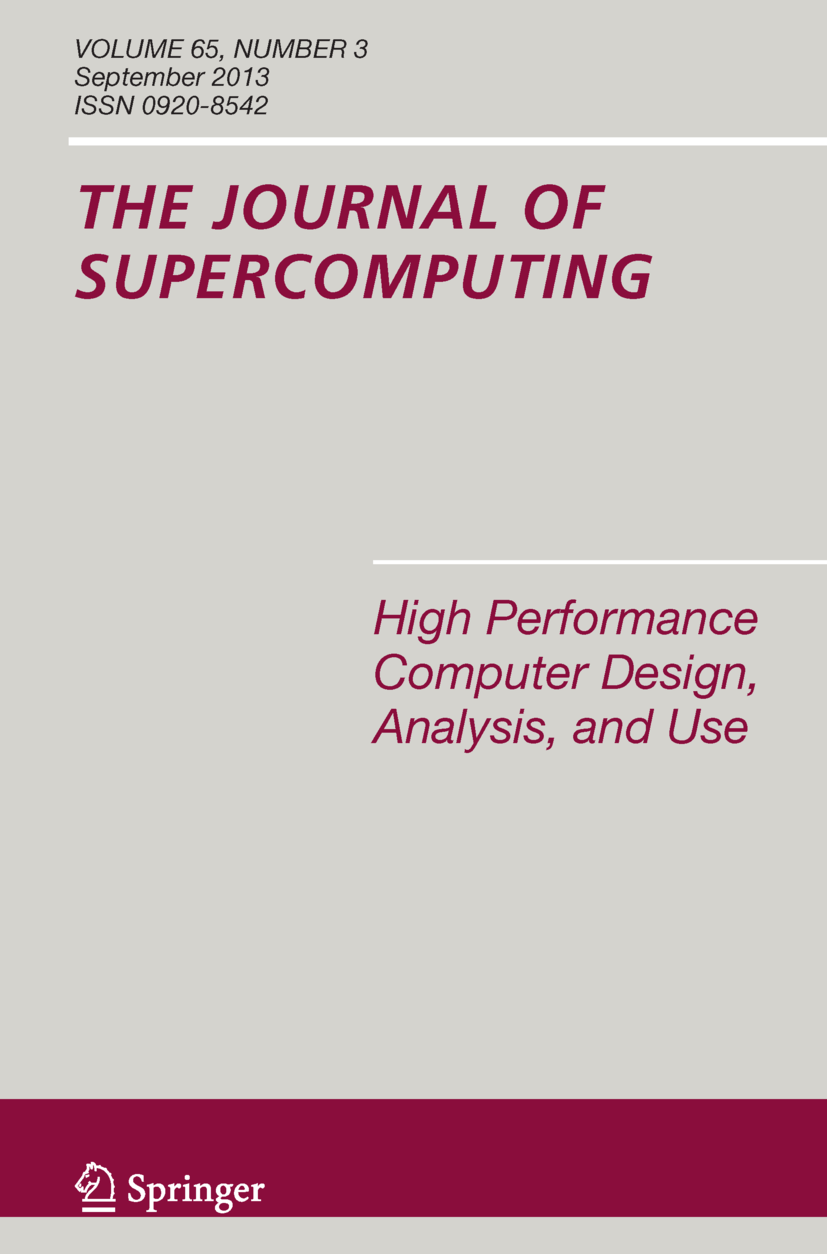 VOLUME 65, NUMBER 3
September 2013
ISSN 0920-8542
THE JOURNAL OF
SUPERCOMPUTING
High Performance
Computer Design,
Analysis, and Use
Springer